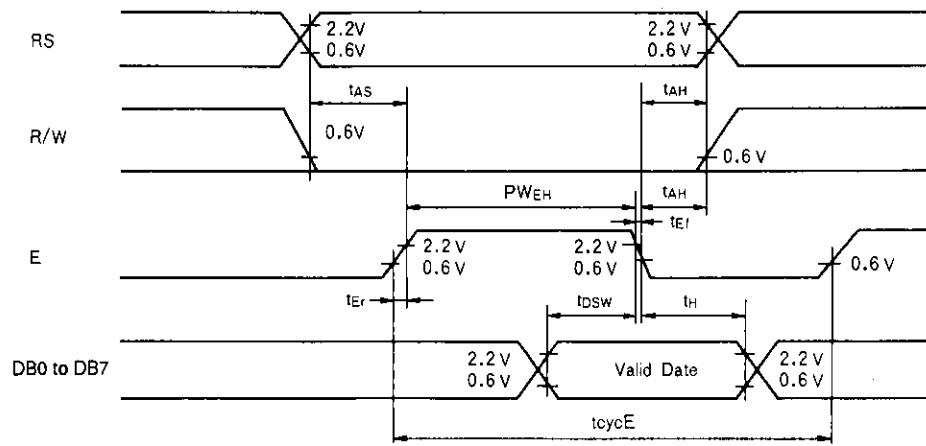 RS
2.2V
0.6V
2.2V
0.6V
tAS
tAH
R/W
0.6V
0.6 V
PWEH
tAH
tEf
E
2.2 V
0.6 V
2.2 V
0.6 V
0.6 V
tEr
tDSW
tH
DB0 to DB7
2.2 V
0.6 V
Valid Date
2.2 V
0.6 V
tcycE